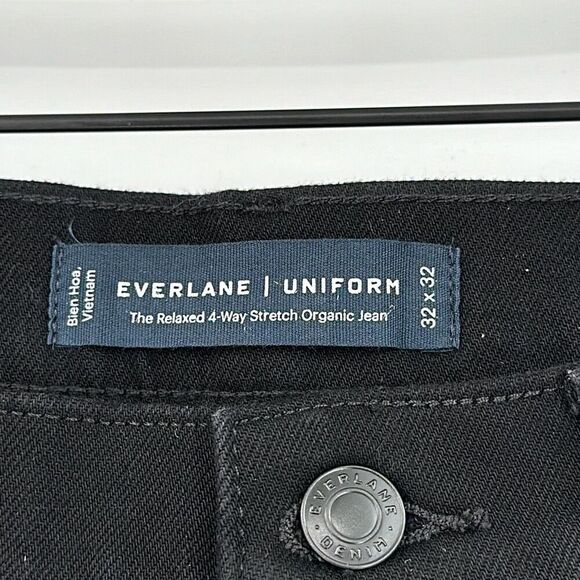 Bien Hoa,
Vietnam
EVERLANE | UNIFORM
The Relaxed 4-Way Stretch Organic Jean
32 x 32
· EVERLANE ·
DENIM